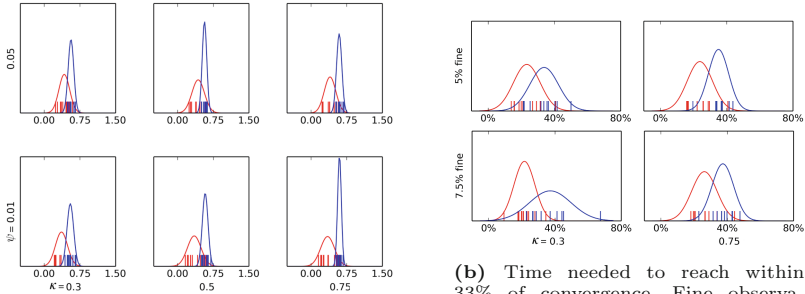 0.05
0.00 0.75 1.50 0.00 0.75 1.50 0.00 0.75 1.50
ψ = 0.01
0.00 0.75 1.50 0.00 0.75 1.50 0.00 0.75 1.50
κ = 0.3 0.5 0.75
5% fine
0% 40% 80% 0% 40% 80%
7.5% fine
0% 40% 80% 0% 40% 80%
κ = 0.3 0.75
(b) Time needed to reach within
33% of convergence. Fine observa-